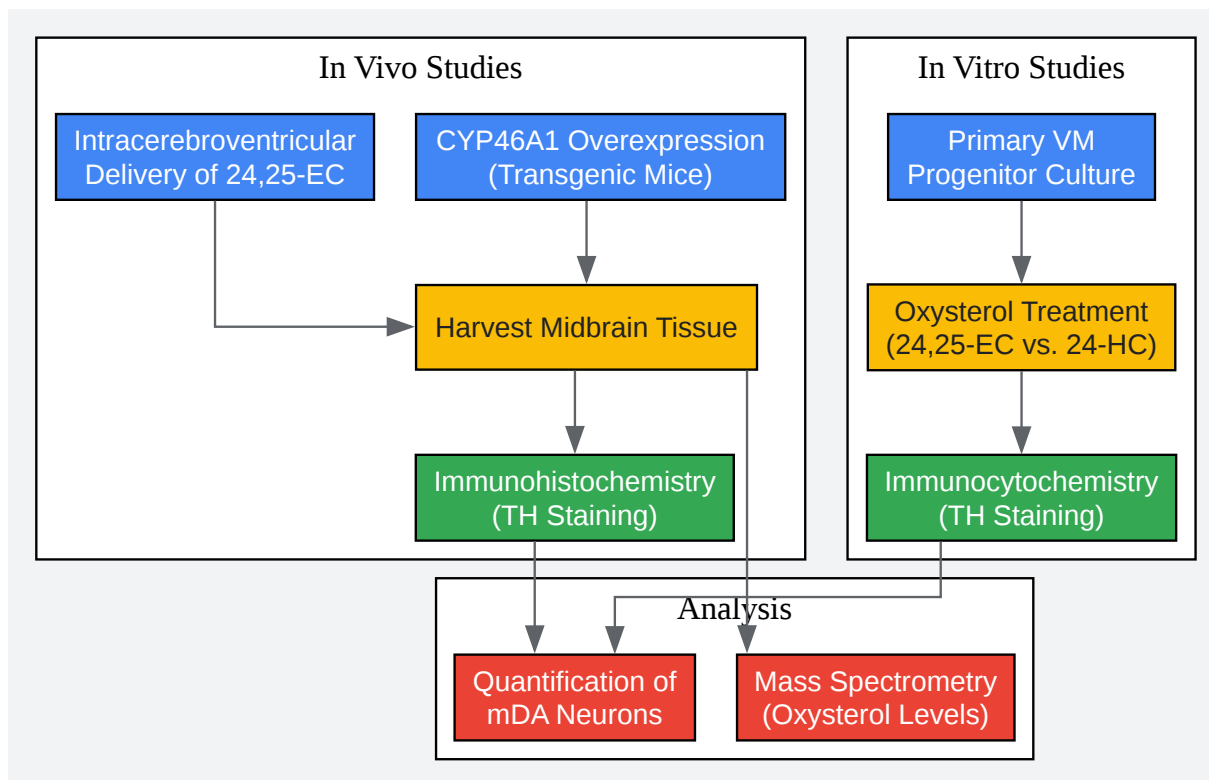 In Vivo Studies
Intracerebroventricular
Delivery of 24,25-EC
CYP46A1 Overexpression
(Transgenic Mice)
Harvest Midbrain Tissue
Immunohistochemistry
(TH Staining)
In Vitro Studies
Primary VM
Progenitor Culture
Oxysterol Treatment
(24,25-EC vs. 24-HC)
Immunocytochemistry
(TH Staining)
Analysis
Quantification of
mDA Neurons
Mass Spectrometry
(Oxysterol Levels)